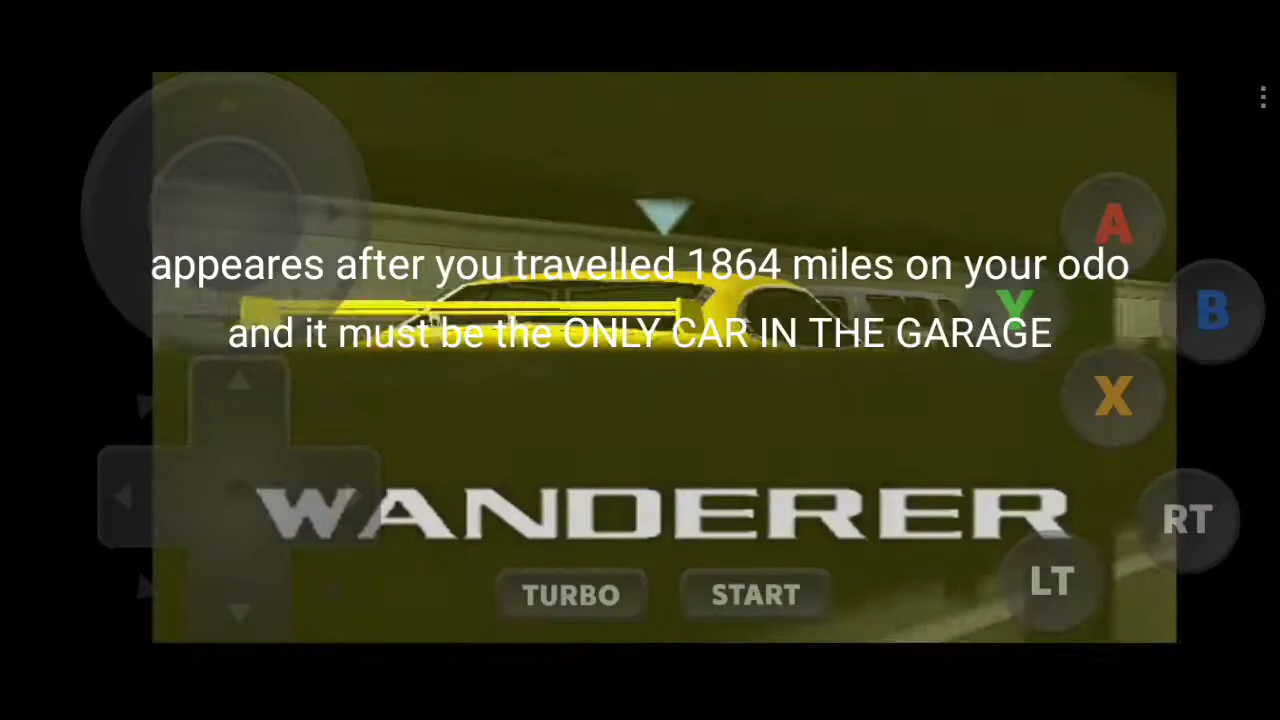 appeares after you travelled 1864 miles on your odo
and it must be the ONLY CAR IN THE GARAGE
A
Y
B
X
WANDERER
RT
LT
TURBO
START